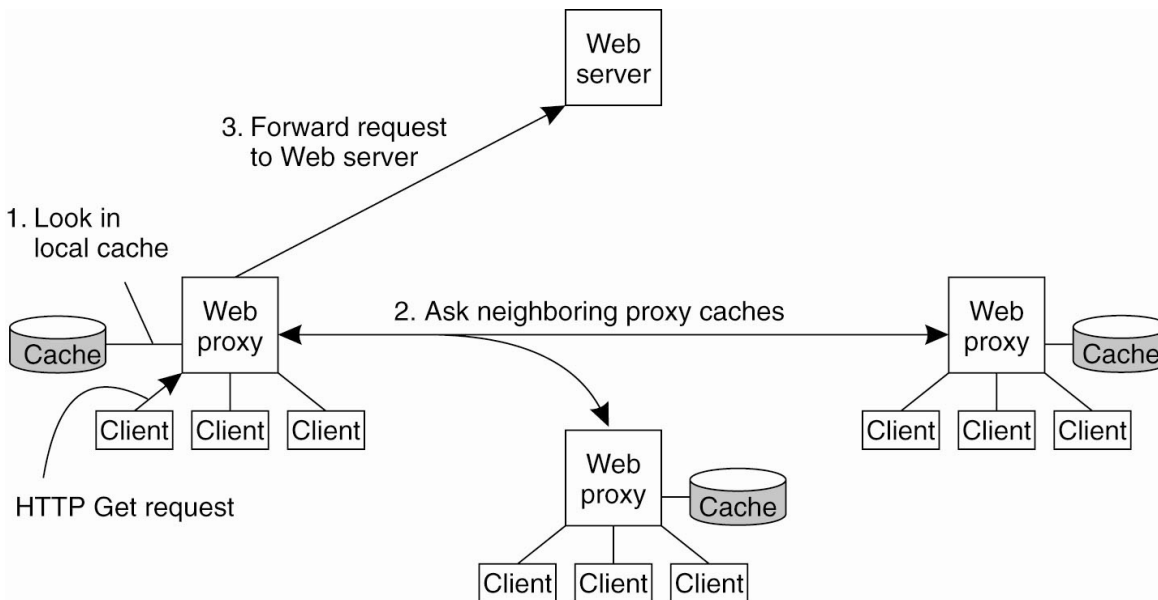 Web
server
3. Forward request
to Web server
1. Look in
local cache
Web
proxy
2. Ask neighboring proxy caches
Web
proxy
Cache
Cache
Client
Client
Client
Client
Client
Client
HTTP Get request
Web
proxy
Cache
Client
Client
Client